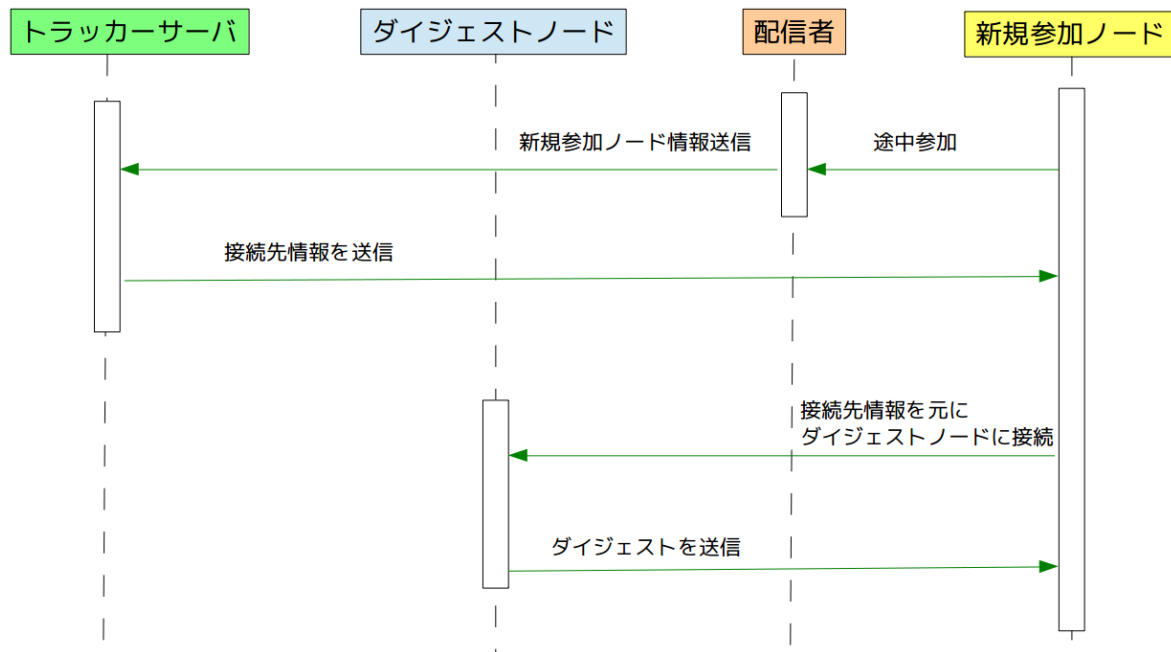 トラッカーサーバ
ダイジェストノード
配信者
新規参加ノード
新規参加ノード情報送信
途中参加
接続先情報を送信
接続先情報を元に
ダイジェストノードに接続
ダイジェストを送信